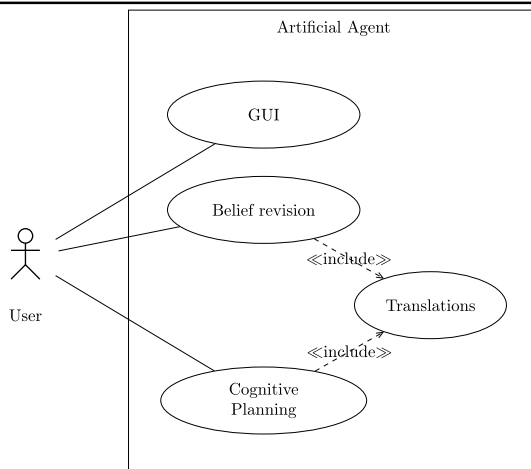 Artificial Agent
GUI
Belief revision
≪include≫
Translations
User
≪include≫
Cognitive
Planning